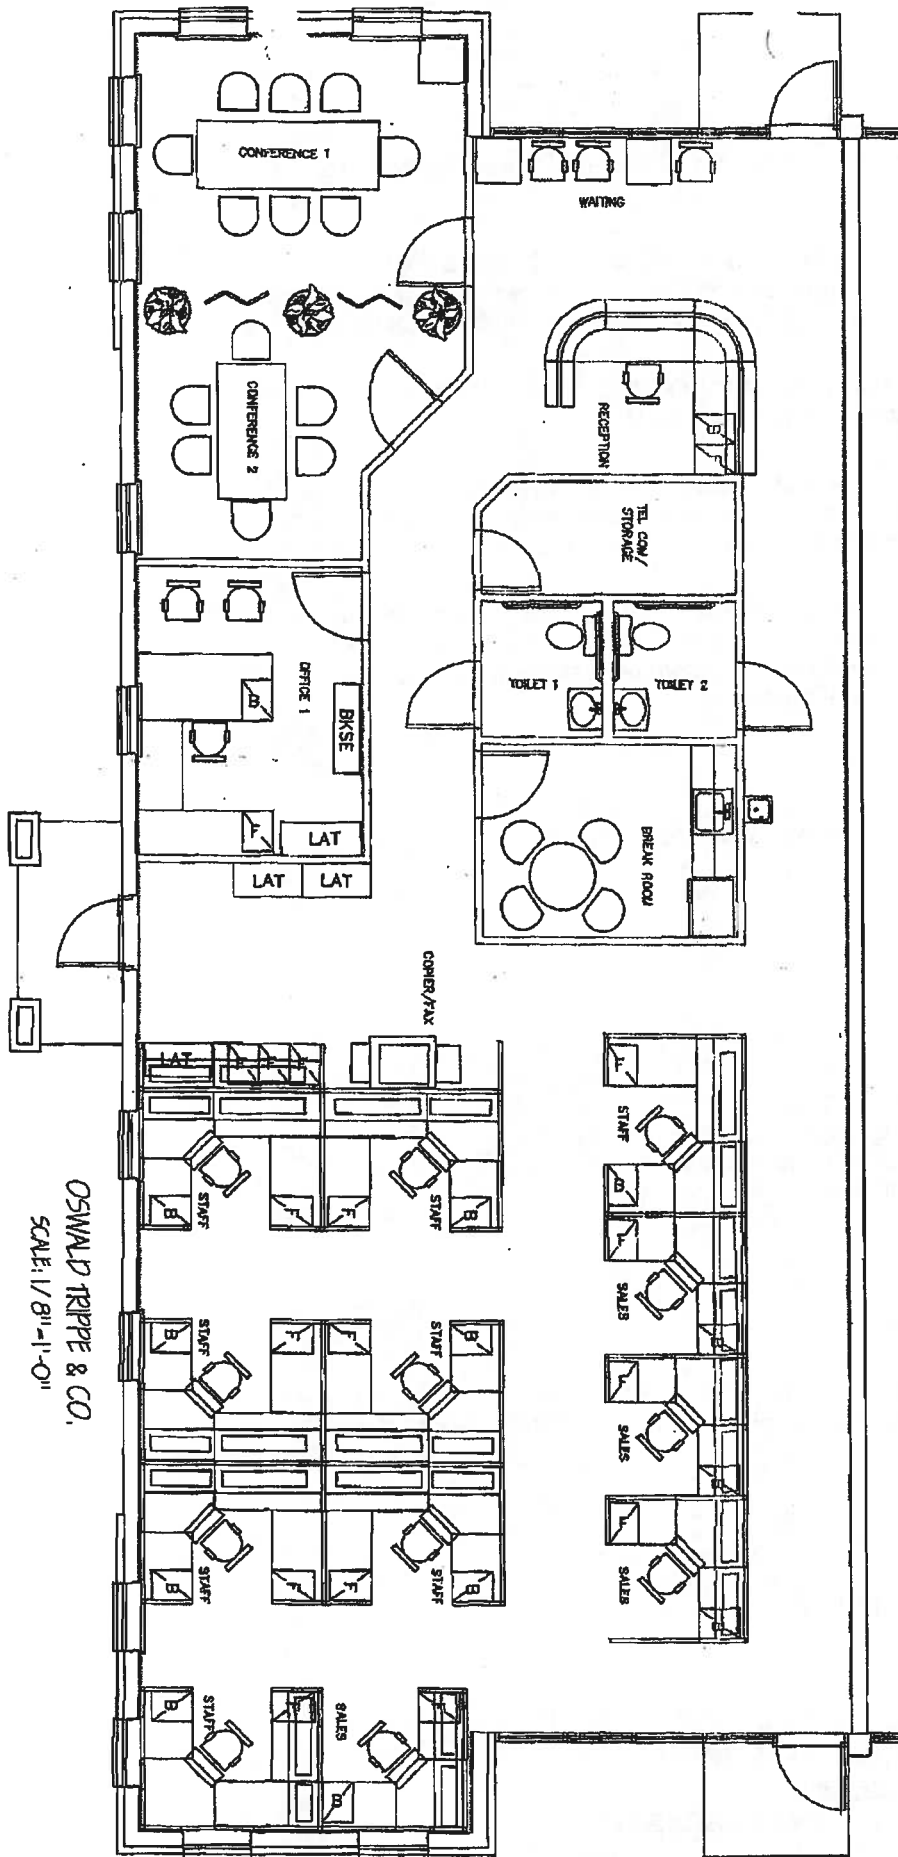 CONFERENCE 1
WAITING
CONFERENCE 2
RECEPTION
B
F
TEL COM/
STORAGE
OFFICE 1
B
BKSE
F
LAT
LAT
LAT
TOILET 1
TOILET 2
BREAK ROOM
COPIER/FAX
LAT
F
F
F
STAFF
B
F
F
STAFF
B
F
STAFF
B
F
SALES
F
SALES
F
SALES
B
STAFF
F
F
STAFF
B
B
STAFF
F
F
STAFF
B
B
STAFF
F
SALES
F
B
OSWALD TRIPPE & CO.
SCALE: 1/8"=1'-0"